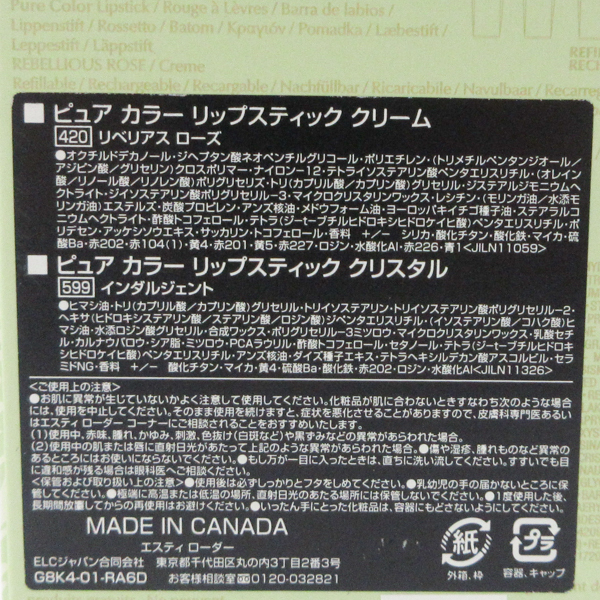 Pure Color Lipstick / Rouge à Lèvres / Barra de labios /
Lippenstift / Rossetto / Batom / Κραγιόν / Pomadka / Læbestift /
Leppestift / Läppstift
REBELLIOUS ROSE / Creme
Refillable / Rechargeable / Recargable / Nachfüllbar / Ricaricabile / Navulbaar / Recarreg
REFI
RECH
■ピュア カラー リップスティック クリーム
420 リベリアス ローズ
●オクチルドデカノール・ジヘプタン酸ネオペンチルグリコール・ポリエチレン・(トリメチルペンタンジオール/
アジピン酸/グリセリン)クロスポリマー・ナイロン-12・テトライソステアリン酸ペンタエリスリチル・(オレイン
酸/リノール酸/リノレン酸)ポリグリセリズ・トリ(カプリル酸/カプリン酸)グリセリル・ジステアルジモニウムヘ
クトライト・ジイソステアリン酸ポリグリセリル-3・マイクロクリスタリンワックス・レシチン・(モリンガ油/水添モ
リンガ油)エステルズ・炭酸プロピレン・アンズ核油・メドウフォーム油・ヨーロッパキイチゴ種子油・ステアラルコ
ニウムヘクトライト・酢酸トコフェロール・テトラ(ジーtーブチルヒドロキシヒドロケイヒ酸)ペンタエリスリチル・ポリ
デセン・アッケシソウエキス・サッカリン・トコフェロール・香料 +/- シリカ・酸化チタン・酸化鉄・マイカ・硫
酸Ba・赤202・赤104(1)・黄4・赤201・黄5・赤227・ロジン・水酸化Al・赤226・青1<JILN11059>
■ピュア カラー リップスティック クリスタル
599 インダルジェント
●ヒマシ油・トリ(カプリル酸/カプリン酸)グリセリル・トリイソステアリン・トリイソステアリン酸ポリグリセリル-2・
ヘキサ(ヒドロキシステアリン酸/ステアリン酸/ロジン酸)ジペンタエリスリチル・(イソステアリン酸/コハク酸)ヒ
マシ油・水添ロジン酸グリセリル・合成ワックス・ポリグリセリル-3ミツロウ・マイクロクリスタリンワックス・乳酸セチ
ル・カルナウバロウ・シア脂・ミツロウ・PCAラウリル・酢酸トコフェロール・セタノール・テトラ(ジーtーブチルヒドロキ
シヒドロケイヒ酸)ペンタエリスリチル・アンズ核油・ダイズ種子エキス・テトラヘキシルデカン酸アスコルビル・セラ
ミドNG・香料 +/- 酸化チタン・マイカ・黄4・硫酸Ba・酸化鉄・赤202・ロジン・水酸化Al<JILN11326>
<ご使用上の注意>
●お肌に異常が生じていないかよく注意して使用してください。化粧品が肌に合わないときすなわち次のような場合に
は、使用を中止してください。そのまま使用を続けますと、症状を悪化させることがありますので、皮膚科専門医あるい
はエスティ ローダー コーナーにご相談されることをおすすめいたします。
(1)使用中、赤味、腫れ、かゆみ、刺激、色抜け(白斑など)や黒ずみなどの異常があらわれた場合。
(2)使用中の肌または唇に直射日光があたって上記のような異常があらわれた場合。●傷や湿疹、腫れもの等など異常の
あるところにはお使いにならないでください。●もし万が一目に入ったときは、直ちに洗い流してください。すすいでも目
に違和感が残る場合は眼科医へご相談ください。
<保管および取り扱い上の注意>●使用後は必ずしっかりとフタをしめてください。●乳幼児の手の届かないところに保
管してください。●極端に高温または低温の場所、直射日光のあたる場所には保管しないでください。●1度使用した後、
長期間放置してからの再使用はお避けください。●いったん手にとった化粧品は、容器にもどさないようにしてください。
MADE IN CANADA
エスティ ローダー
ELCジャパン合同会社 東京都千代田区丸の内3丁目2番3号
G8K4-01-RA6D お客様相談室 0120-032821
紙
外箱、枠
プラ
容器、キャップ